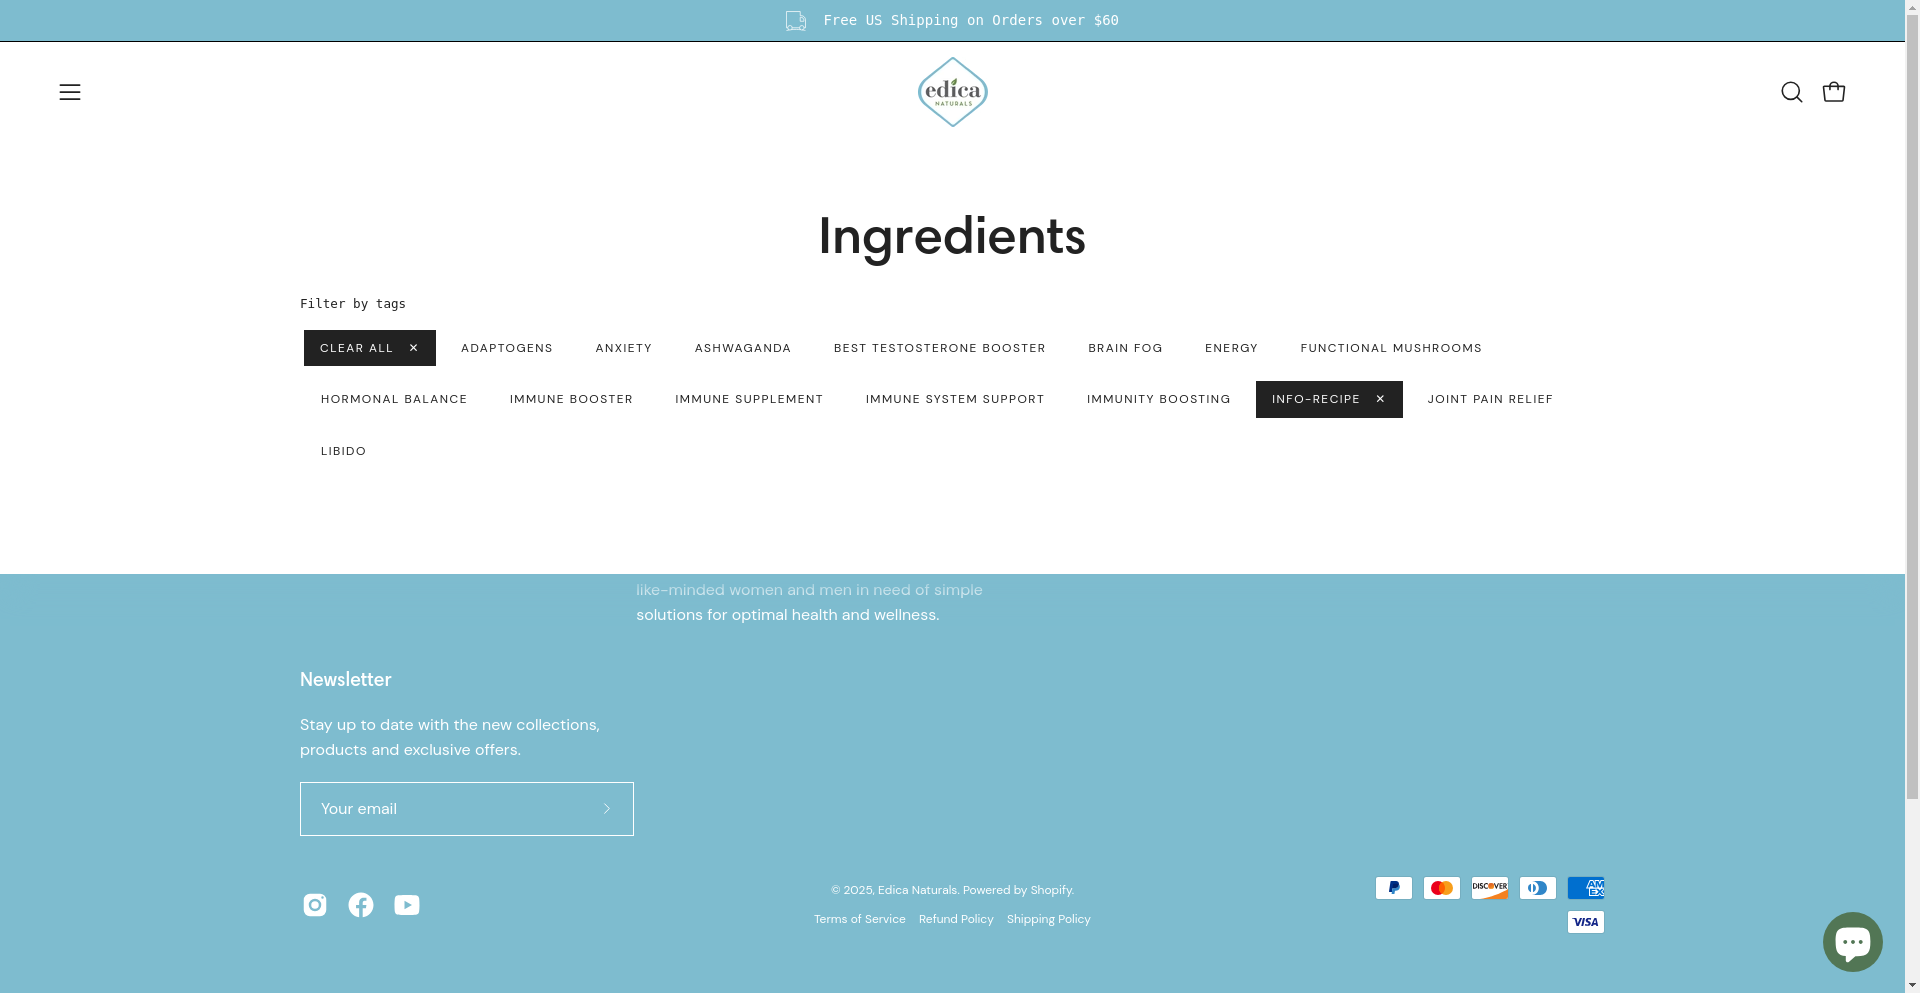 Free US Shipping on Orders over $60
edica
NATURALS
Ingredients
Filter by tags
CLEAR ALL ✕
ADAPTOGENS
ANXIETY
ASHWAGANDA
BEST TESTOSTERONE BOOSTER
BRAIN FOG
ENERGY
FUNCTIONAL MUSHROOMS
HORMONAL BALANCE
IMMUNE BOOSTER
IMMUNE SUPPLEMENT
IMMUNE SYSTEM SUPPORT
IMMUNITY BOOSTING
INFO-RECIPE ✕
JOINT PAIN RELIEF
LIBIDO
like-minded women and men in need of simple
solutions for optimal health and wellness.
Newsletter
Stay up to date with the new collections,
products and exclusive offers.
Your email
© 2025, Edica Naturals. Powered by Shopify.
Terms of Service Refund Policy Shipping Policy
DISCOVER
AMEX
VISA